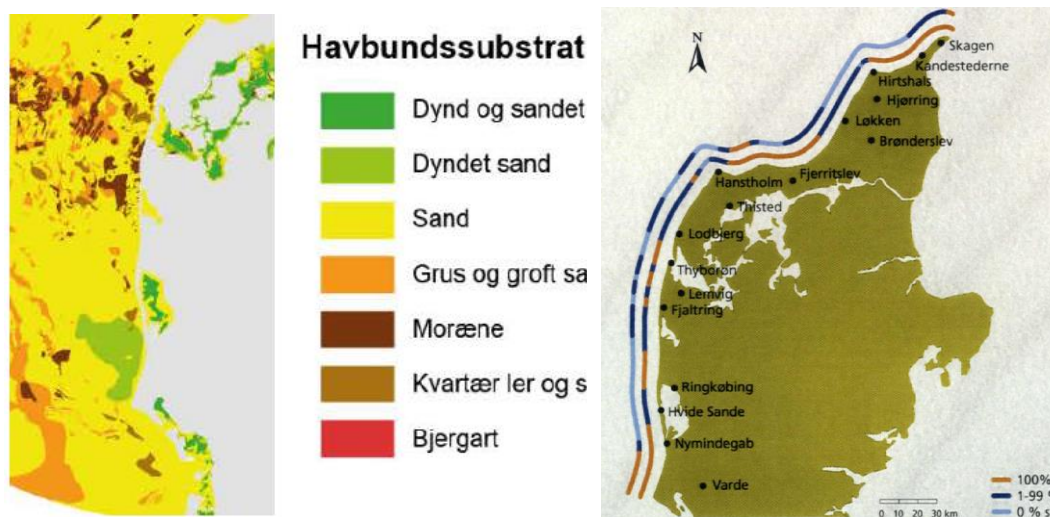 Havbundssubstrat
Dynd og sandet
Dyndet sand
Sand
Grus og groft sa
Moræne
Kvartær ler og s
Bjergart
N
Skagen
Kandestederne
Hirtshals
Hjørring
Løkken
Brønderslev
Hanstholm
Fjerritslev
Thisted
Lodbjerg
Thyborøn
Lemvig
Fjaltring
Ringkøbing
Hvide Sande
Nymindegab
Varde
100%
1-99 %
0 % s
0 10 20 30 km